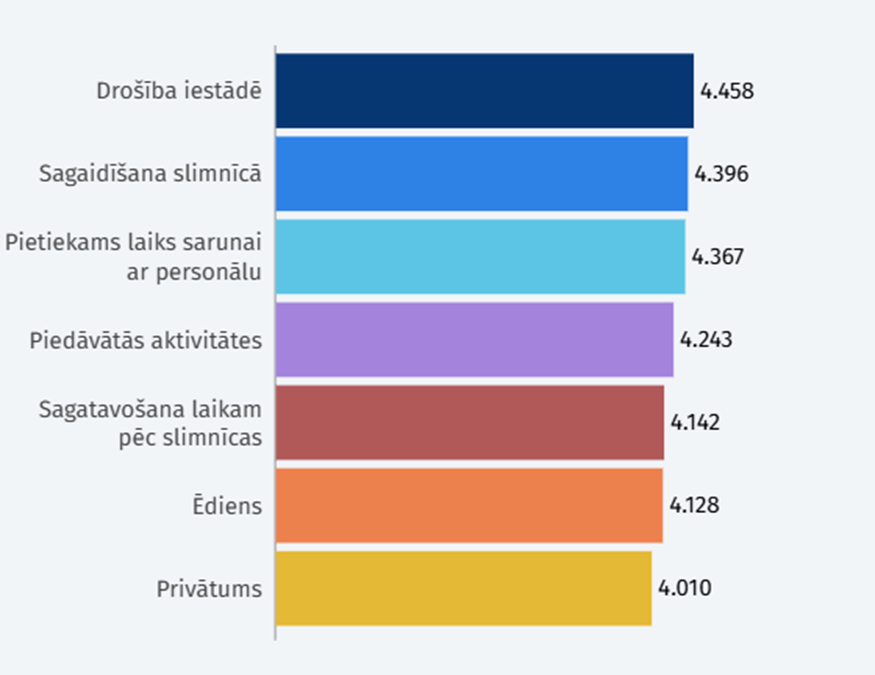 Drošība iestādē 4.458
Sagaidīšana slimnīcā 4.396
Pietiekams laiks sarunai
ar personālu 4.367
Piedāvātās aktivitātes 4.243
Sagatavošana laikam
pēc slimnīcas 4.142
Ēdiens 4.128
Privātums 4.010